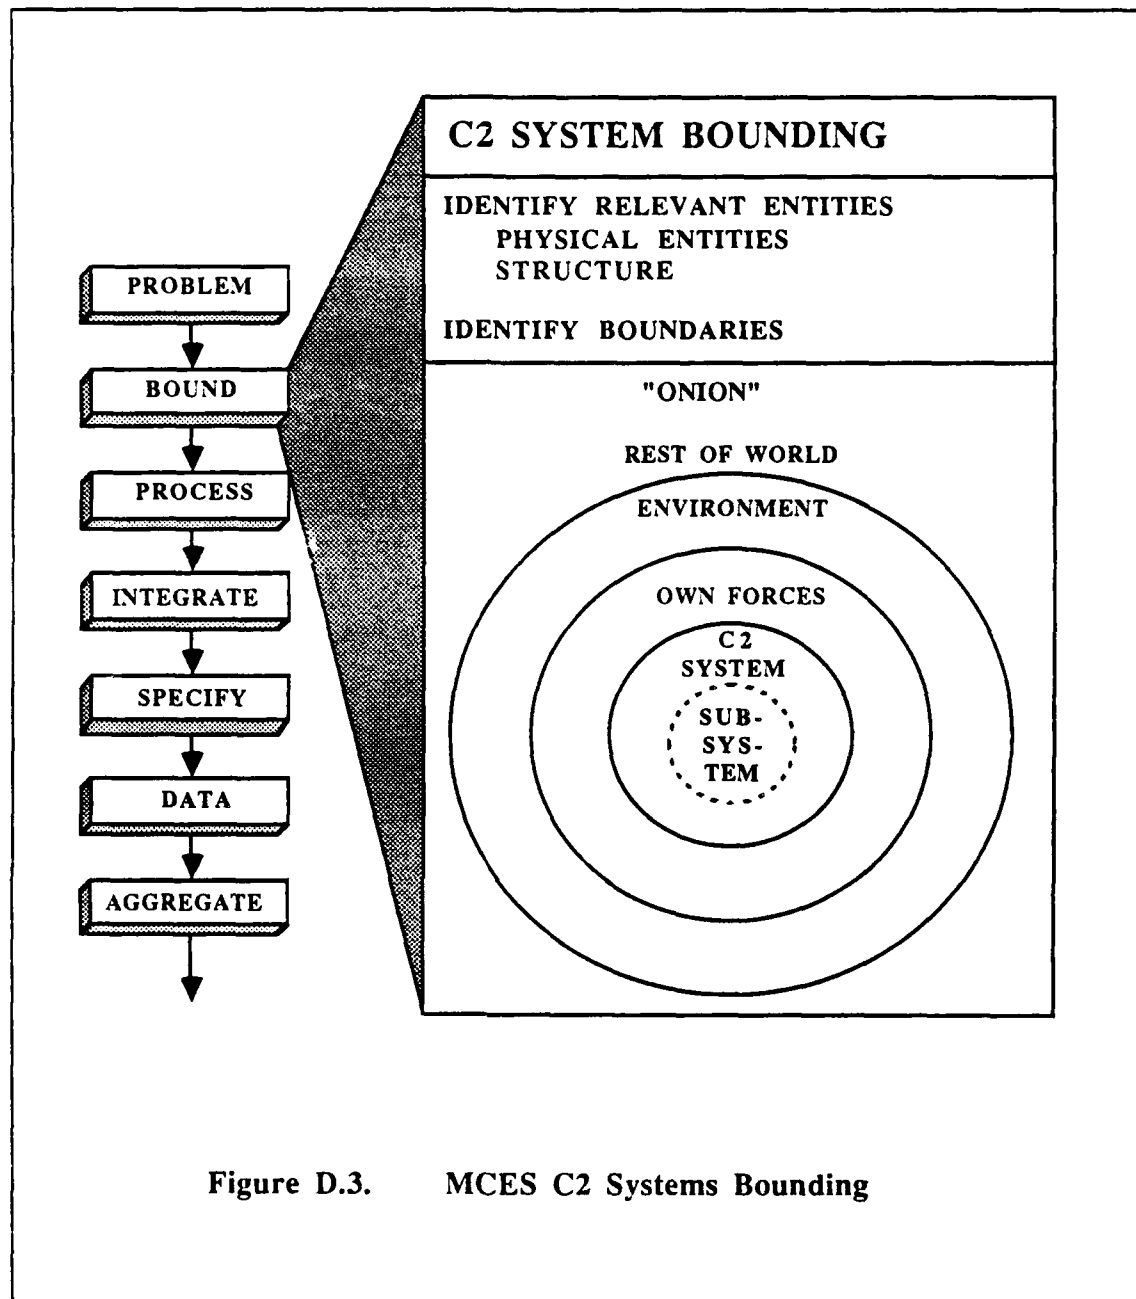 PROBLEM
BOUND
PROCESS
INTEGRATE
SPECIFY
DATA
AGGREGATE
C2 SYSTEM BOUNDING
IDENTIFY RELEVANT ENTITIES
PHYSICAL ENTITIES
STRUCTURE
IDENTIFY BOUNDARIES
"ONION"
REST OF WORLD
ENVIRONMENT
OWN FORCES
C2
SYSTEM
SUB-
SYS-
TEM
Figure D.3. MCES C2 Systems Bounding